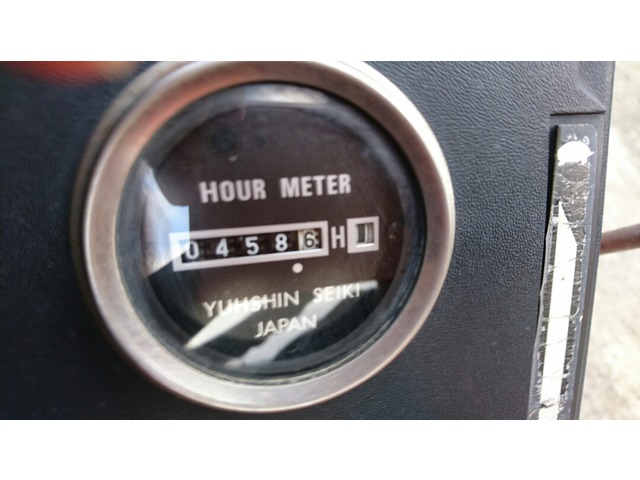 HOUR METER
04586 H
YUHSHIN SEIKI
JAPAN